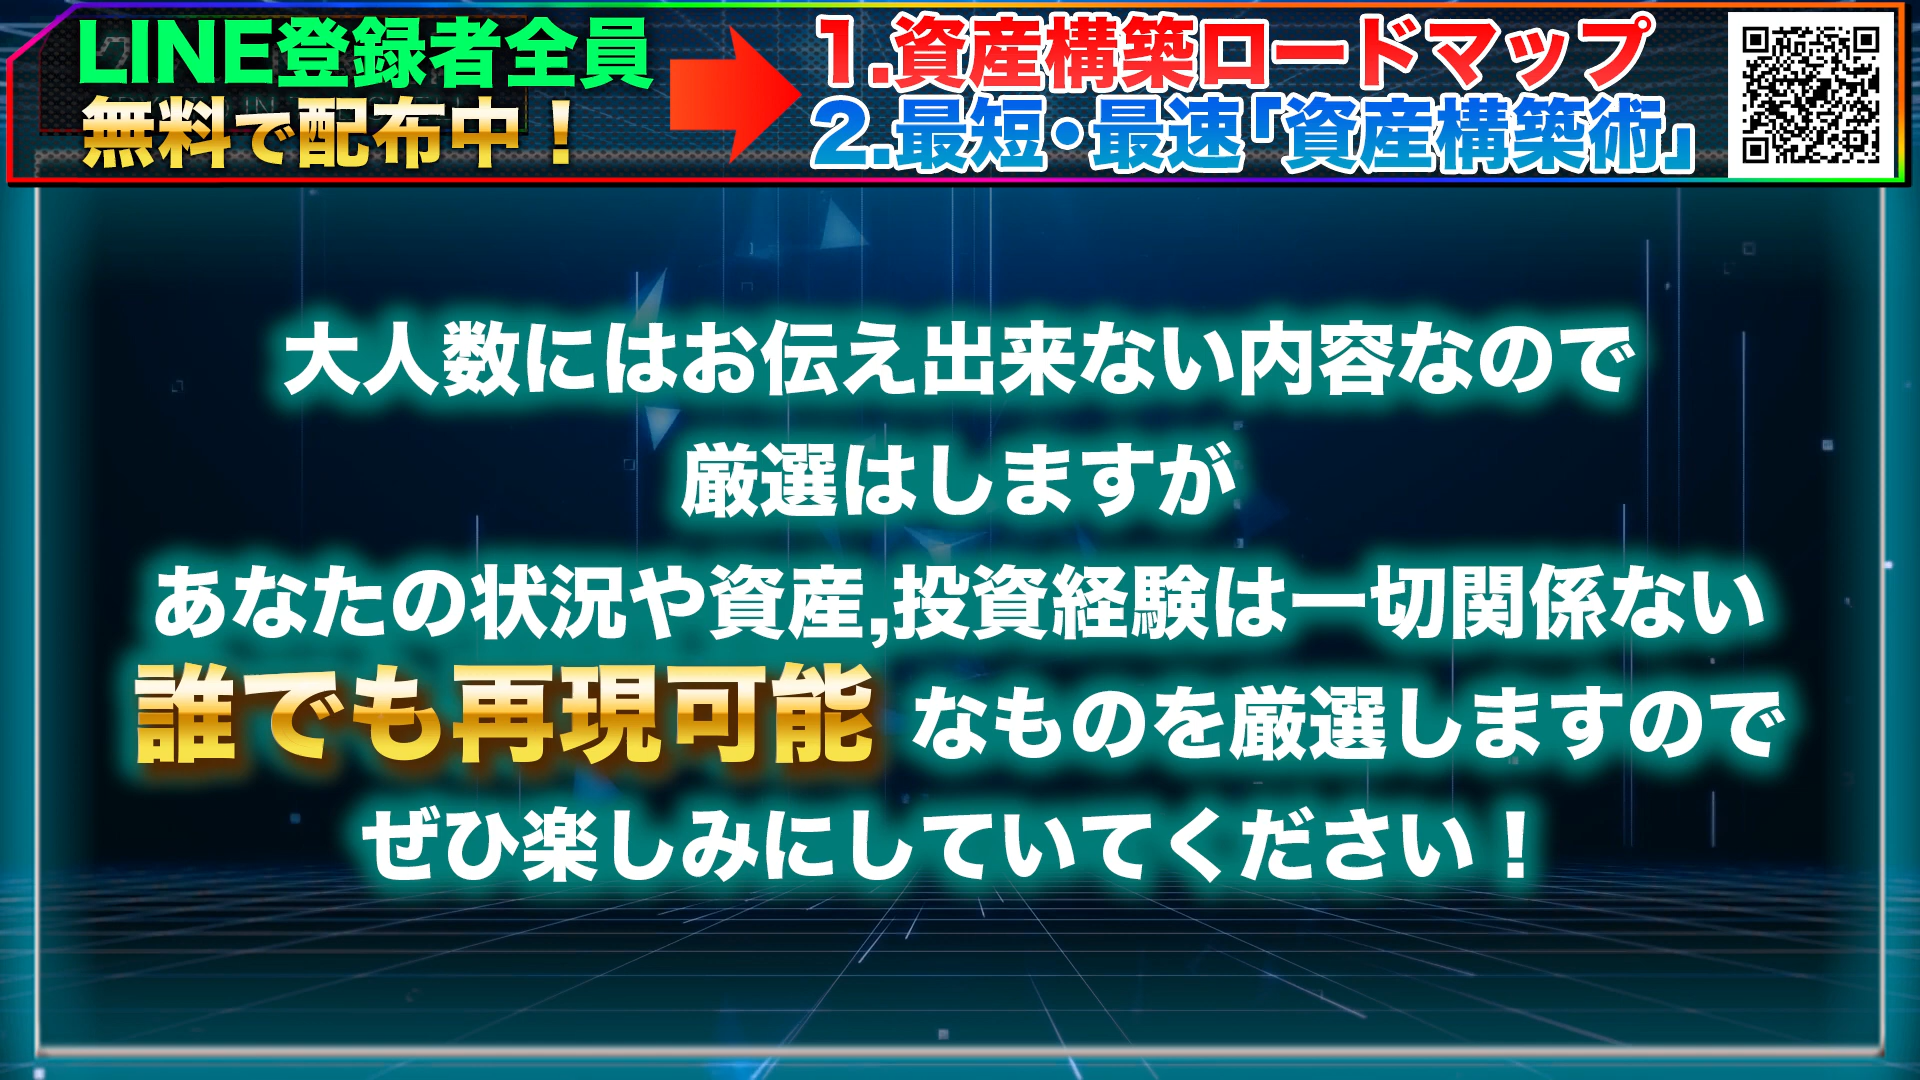 LINE登録者全員
無料で配布中！
1.資産構築ロードマップ
2.最短・最速「資産構築術」
大人数にはお伝え出来ない内容なので
厳選はしますが
あなたの状況や資産,投資経験は一切関係ない
誰でも再現可能 なものを厳選しますので
ぜひ楽しみにしていてください！